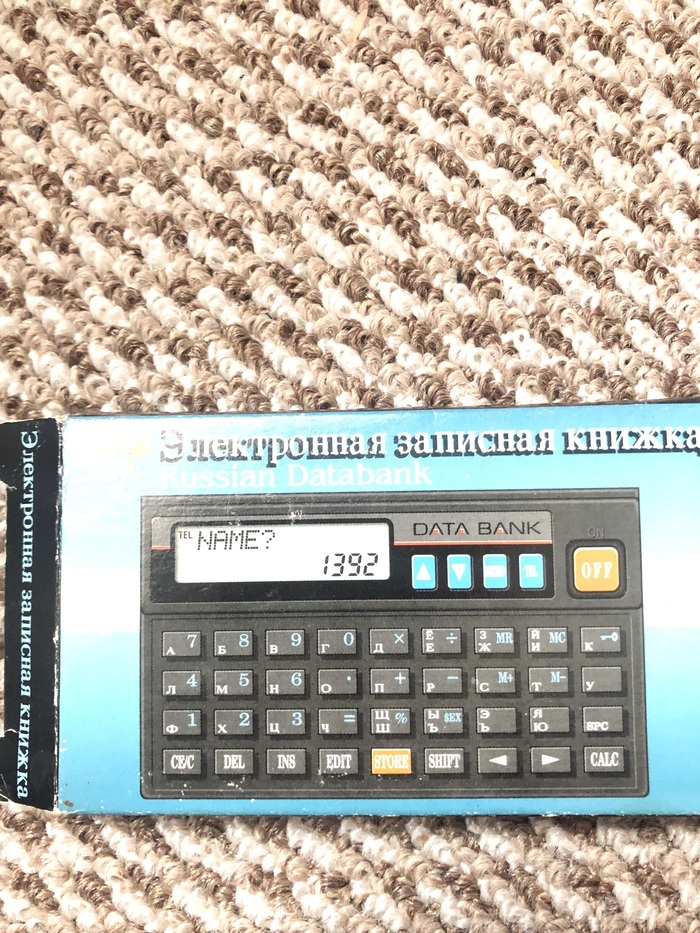 Электронная записная книжка
Russian Databank
Электронная записная книжка
DATA BANK
TEL NAME?
1392
TEL
ON
OFF
А 7 Б 8 В 9 Г 0 Д × Е Ё ÷ З Ж MR Й И MC К
Л 4 М 5 Н 6 О · П + Р − С M+ Т M− У
Ф 1 Х 2 Ц 3 Ч = Щ Ш % Ы Ъ $EX Э Ь Я Ю SPC
CE/C DEL INS EDIT STORE SHIFT ◄ ► CALC